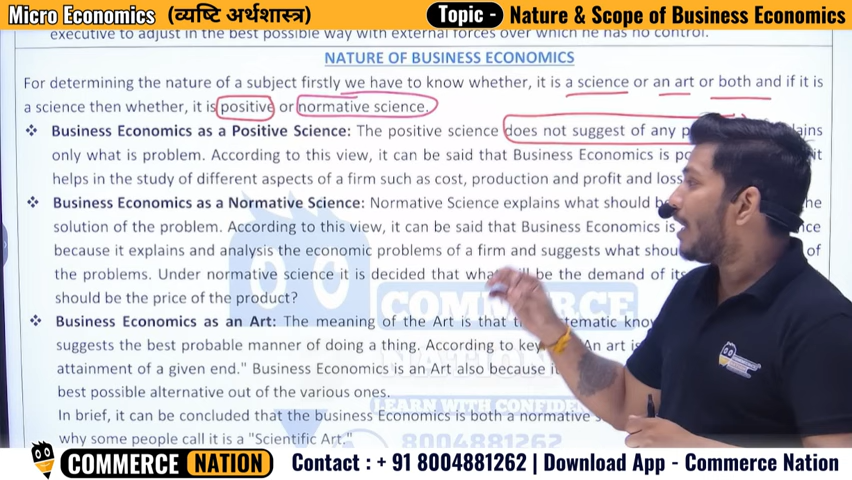 Micro Economics (व्यष्टि अर्थशास्त्र)
Topic - Nature & Scope of Business Economics
executive to adjust in the best possible way with external forces over which he has no control.
NATURE OF BUSINESS ECONOMICS
For determining the nature of a subject firstly we have to know whether, it is a science or an art or both and if it is
a science then whether, it is positive or normative science.
❖ Business Economics as a Positive Science: The positive science does not suggest of any
only what is problem. According to this view, it can be said that Business Economics is it
helps in the study of different aspects of a firm such as cost, production and profit and loss
❖ Business Economics as a Normative Science: Normative Science explains what should
solution of the problem. According to this view, it can be said that Business Economics is
because it explains and analysis the economic problems of a firm and suggests what of
the problems. Under normative science it is decided that be the demand of
should be the price of the product?
❖ Business Economics as an Art: The meaning of the Art is that
suggests the best probable manner of doing a thing. According to An art is
attainment of a given end." Business Economics is an Art also because
best possible alternative out of the various ones.
In brief, it can be concluded that the business Economics is both a normative
why some people call it is a "Scientific Art."
COMMERCE
NATION
LEARN WITH CONFIDENCE
8004881262
COMMERCE NATION Contact : + 91 8004881262 | Download App - Commerce Nation